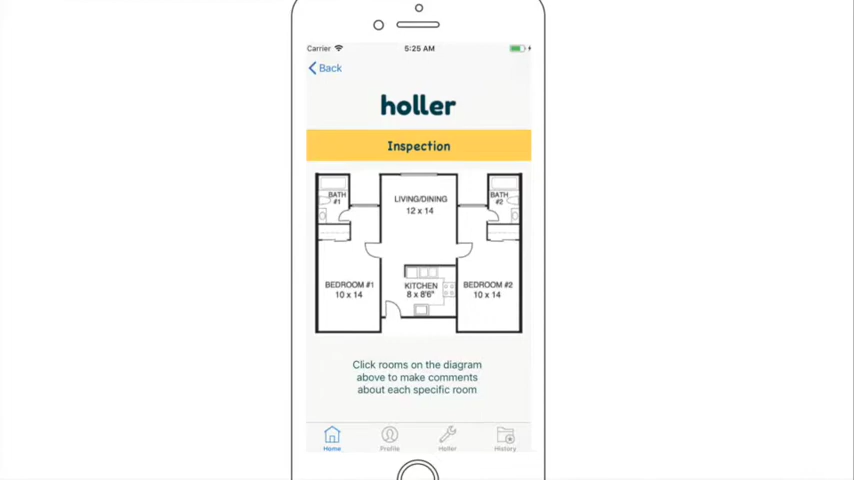 Carrier 5:25 AM
Back
holler
Inspection
BATH
#1
LIVING/DINING
12 x 14
BATH
#2
BEDROOM #1
10 x 14
KITCHEN
8 x 8'6"
BEDROOM #2
10 x 14
Click rooms on the diagram
above to make comments
about each specific room
Home Profile Holler History